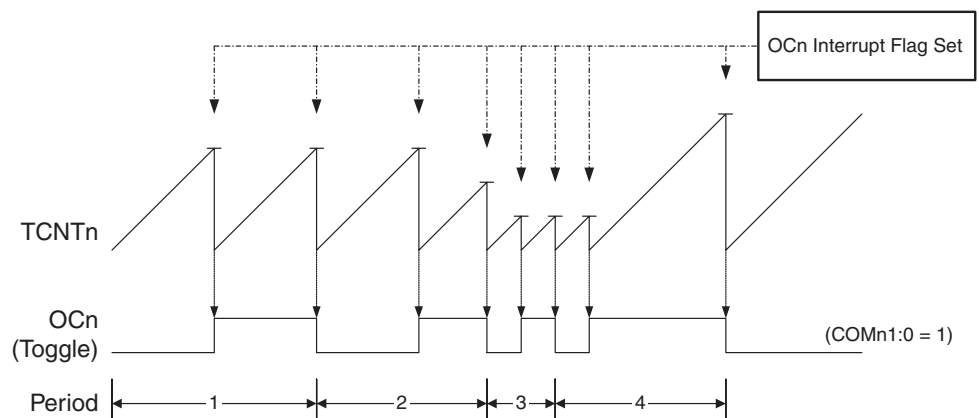 OCn Interrupt Flag Set
TCNTn
OCn
(Toggle)
(COMn1:0 = 1)
Period
1
2
3
4